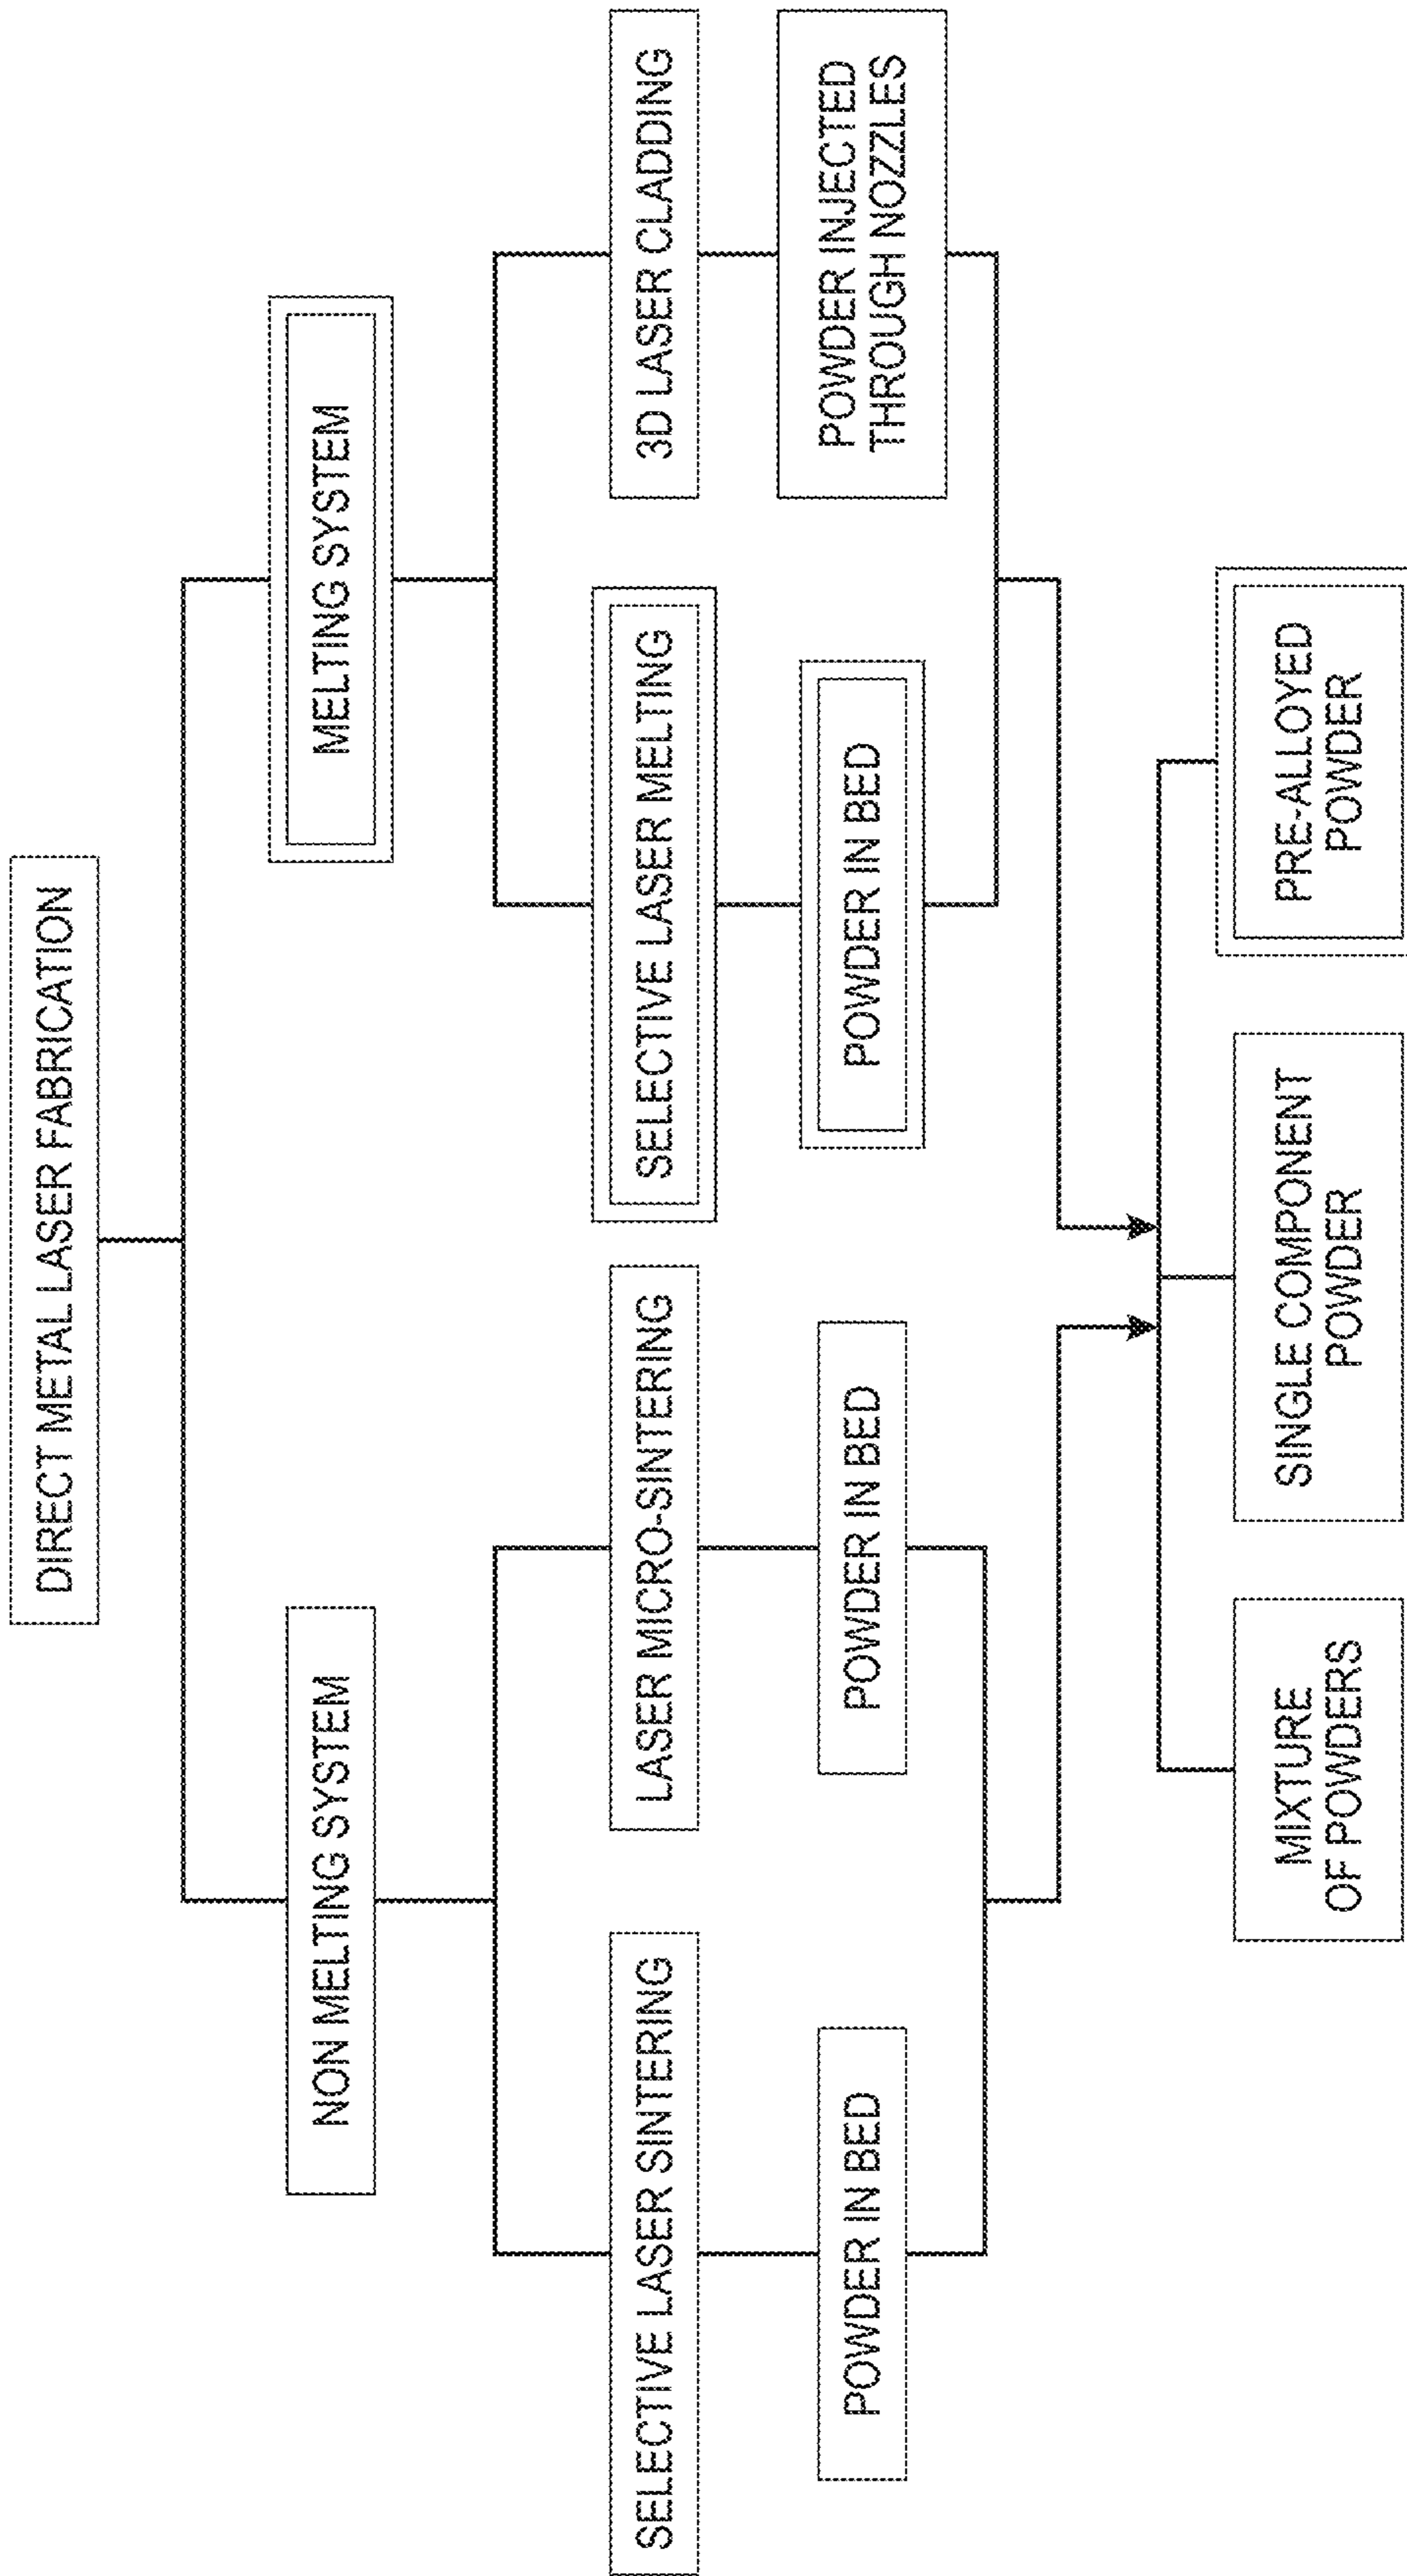 DIRECT METAL LASER FABRICATION
NON MELTING SYSTEM
MELTING SYSTEM
SELECTIVE LASER SINTERING
LASER MICRO-SINTERING
SELECTIVE LASER MELTING
3D LASER CLADDING
POWDER IN BED
POWDER IN BED
POWDER IN BED
POWDER INJECTED
THROUGH NOZZLES
MIXTURE
OF POWDERS
SINGLE COMPONENT
POWDER
PRE-ALLOYED
POWDER